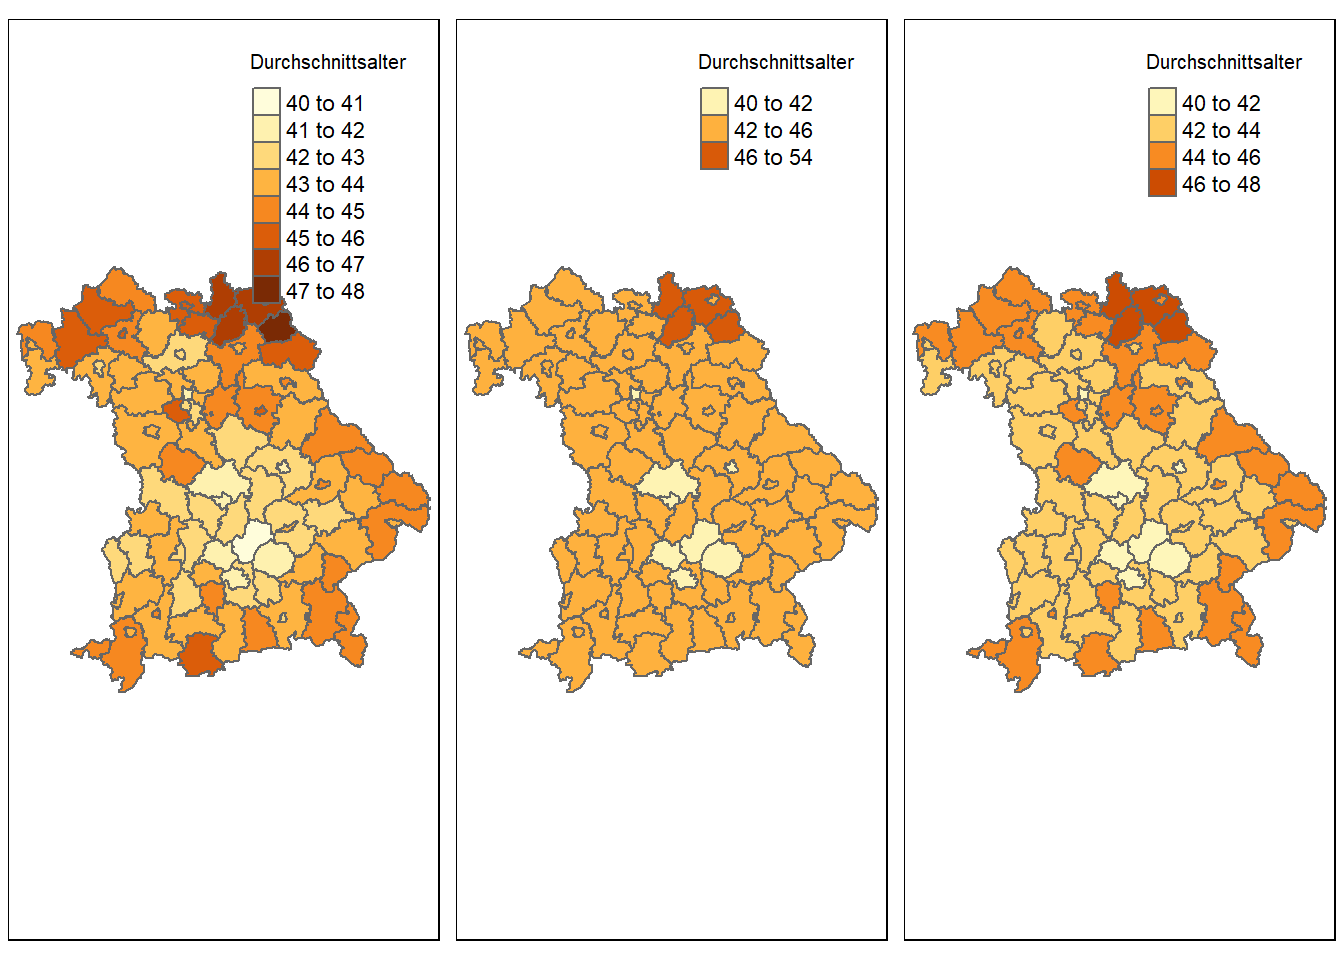 Durchschnittsalter
40 to 41
41 to 42
42 to 43
43 to 44
44 to 45
45 to 46
46 to 47
47 to 48
Durchschnittsalter
40 to 42
42 to 46
46 to 54
Durchschnittsalter
40 to 42
42 to 44
44 to 46
46 to 48